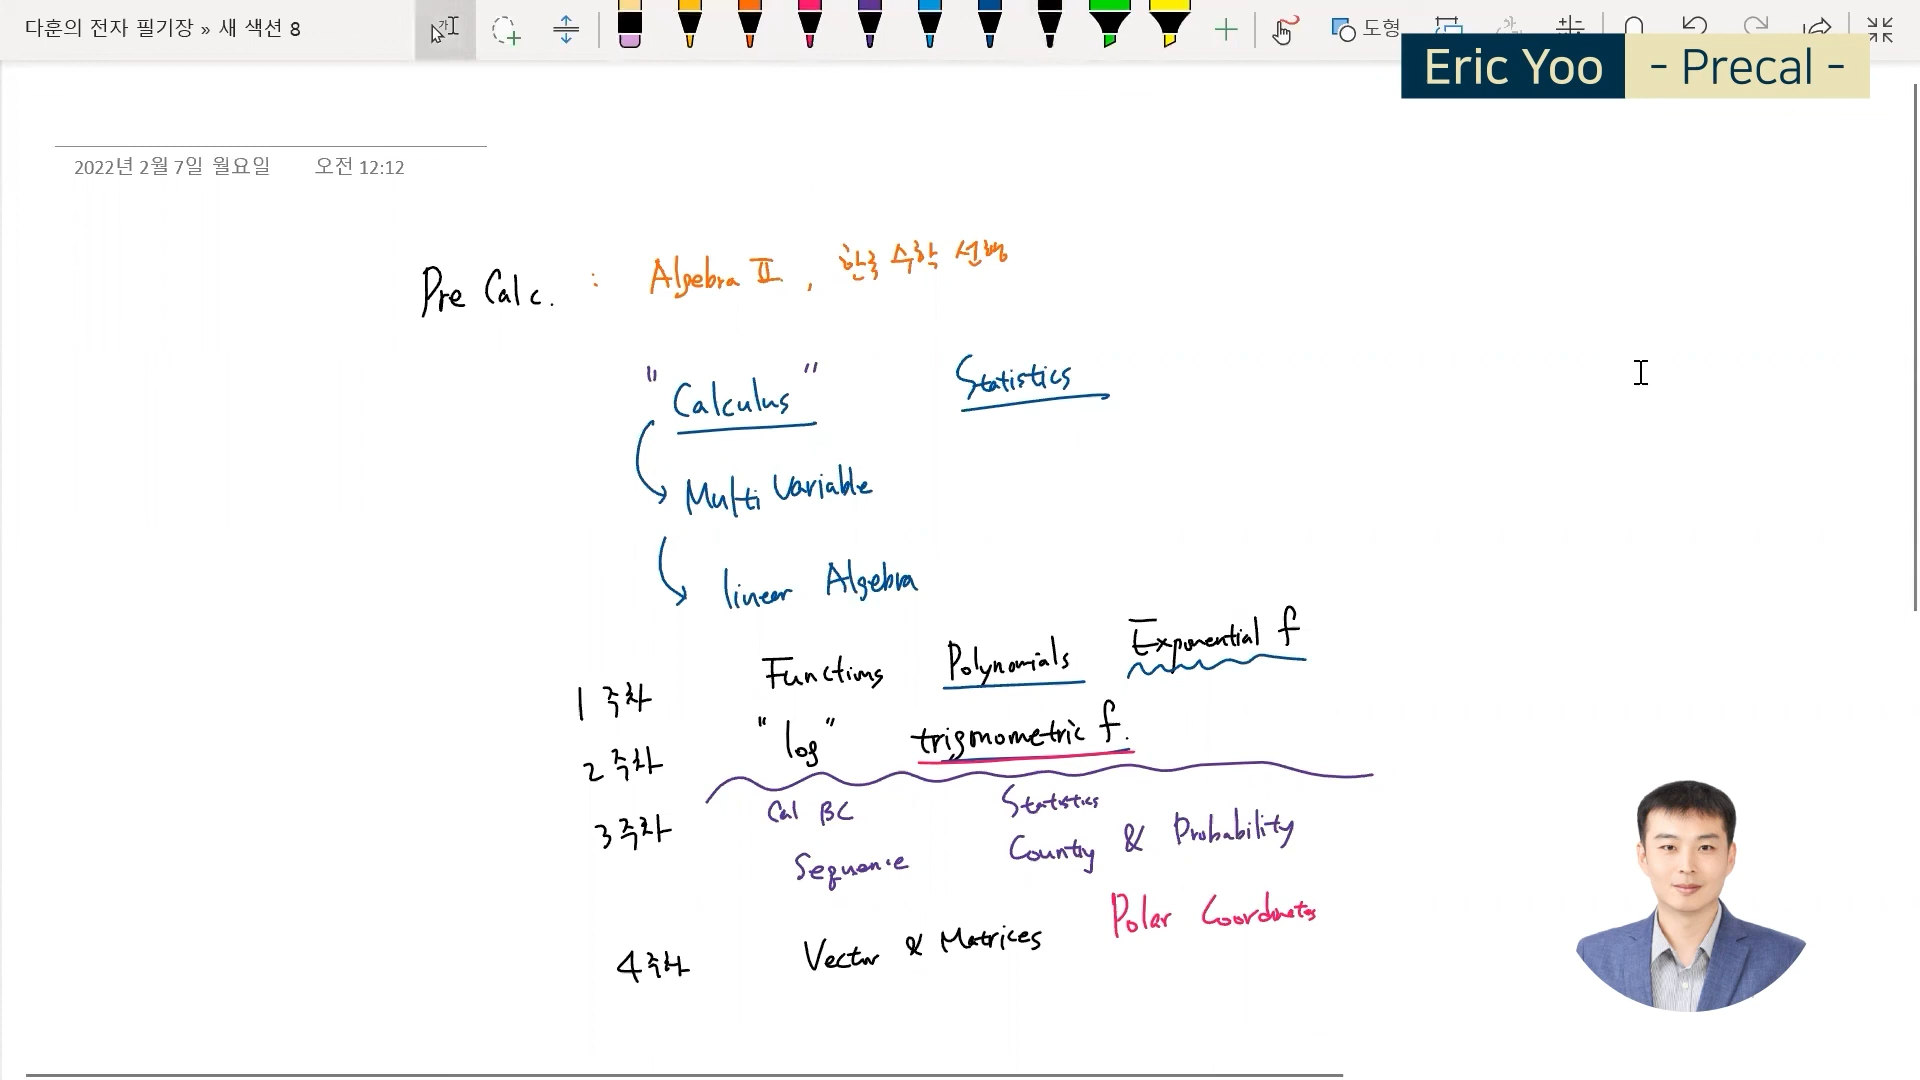 다훈의 전자 필기장 » 새 색션 8
도형
Eric Yoo - Precal -
2022년 2월 7일 월요일 오전 12:12
Pre Calc. : Algebra II , 한국 수학 선행
"Calculus" Statistics
Multi Variable
linear Algebra
1주차 Functions Polynomials Exponential f
2주차 "log" trigonometric f.
3주차 Cal BC Statistics
Sequence & Probability
Polar Coordinates
4주차 Vector & Matrices